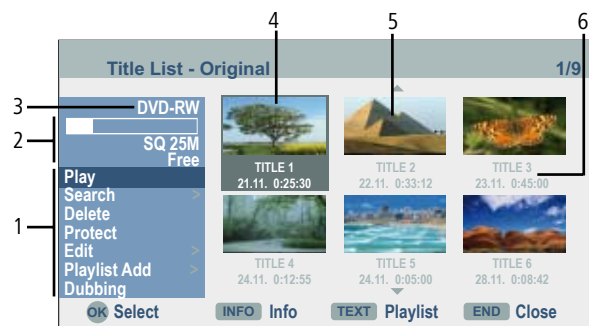 4 5 6
Title List - Original 1/9
3 DVD-RW
2 SQ 25M
Free
1
Play
Search >
Delete
Protect
Edit >
Playlist Add >
Dubbing
TITLE 1
21.11. 0:25:30
TITLE 2
22.11. 0:33:12
TITLE 3
23.11. 0:45:00
TITLE 4
24.11. 0:12:55
TITLE 5
24.11. 0:05:00
TITLE 6
28.11. 0:08:42
OK Select INFO Info TEXT Playlist END Close